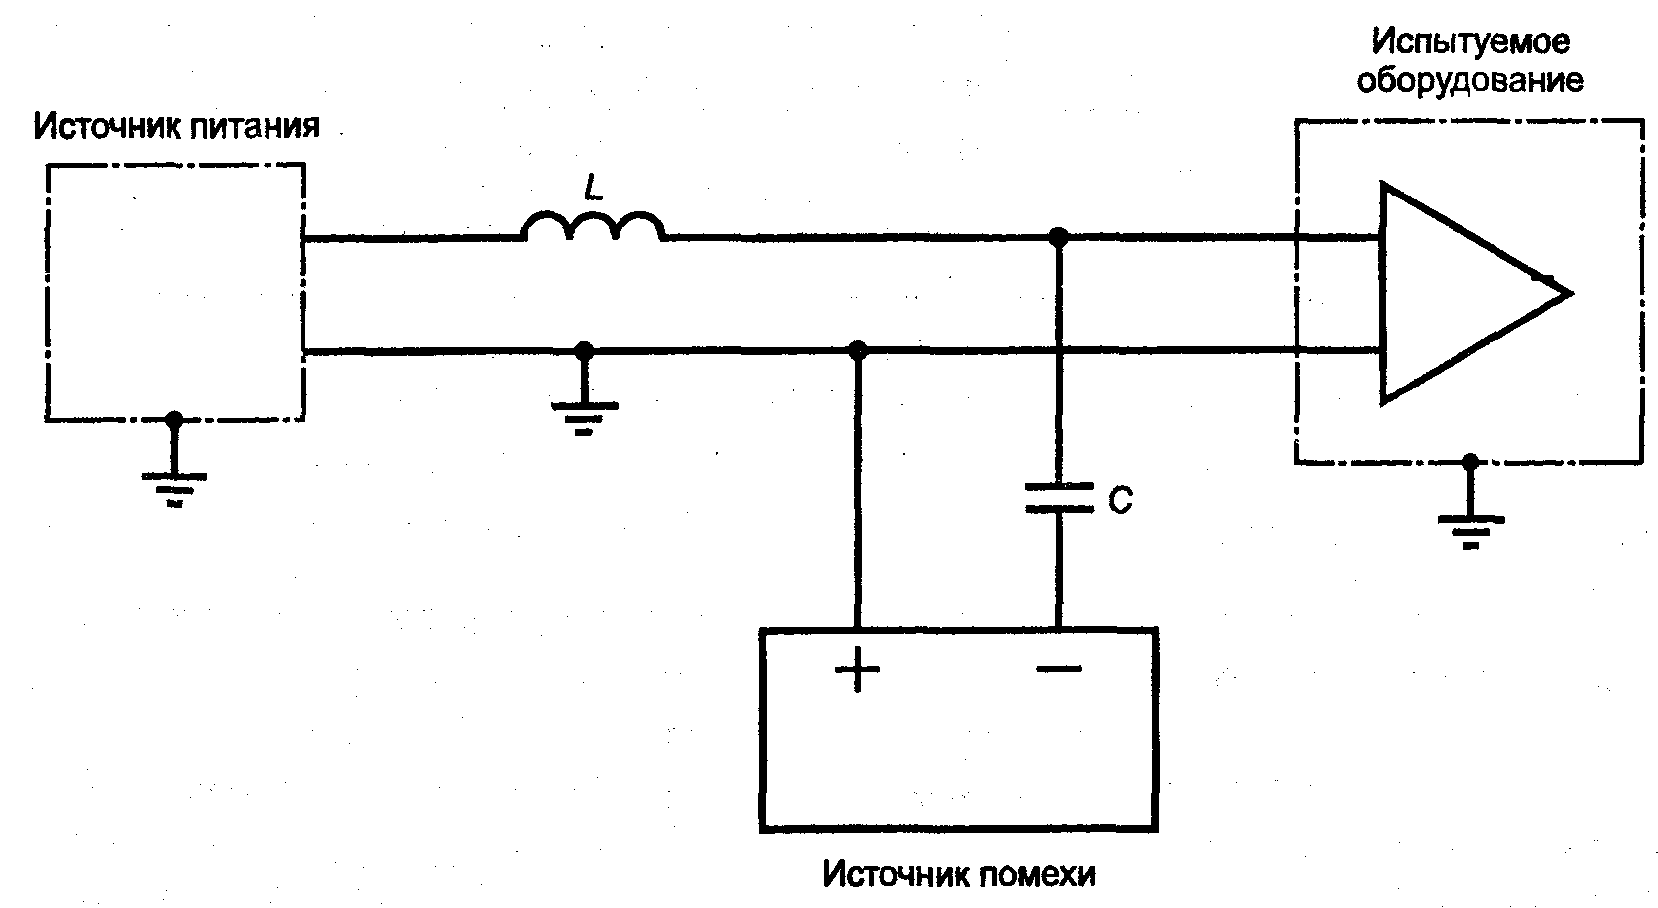 Испытуемое
оборудование
Источник питания
L
C
+ −
Источник помехи